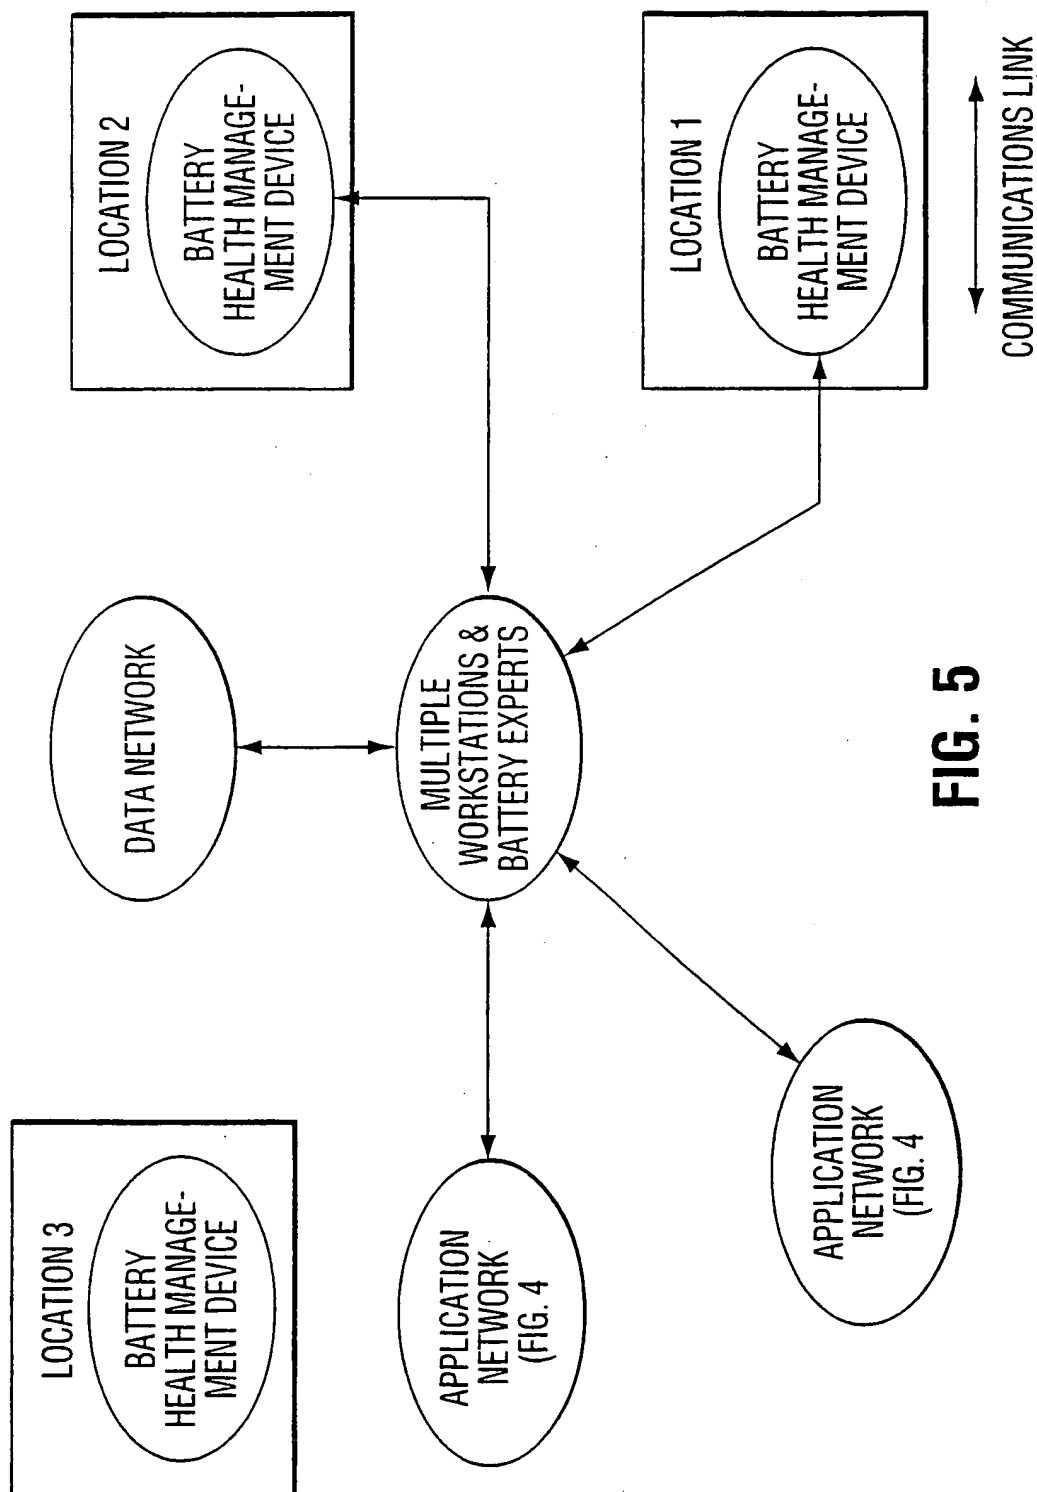 LOCATION 3
BATTERY
HEALTH MANAGE-
MENT DEVICE
DATA NETWORK
LOCATION 2
BATTERY
HEALTH MANAGE-
MENT DEVICE
APPLICATION
NETWORK
(FIG. 4
MULTIPLE
WORKSTATIONS &
BATTERY EXPERTS
APPLICATION
NETWORK
(FIG. 4
LOCATION 1
BATTERY
HEALTH MANAGE-
MENT DEVICE
COMMUNICATIONS LINK
FIG. 5